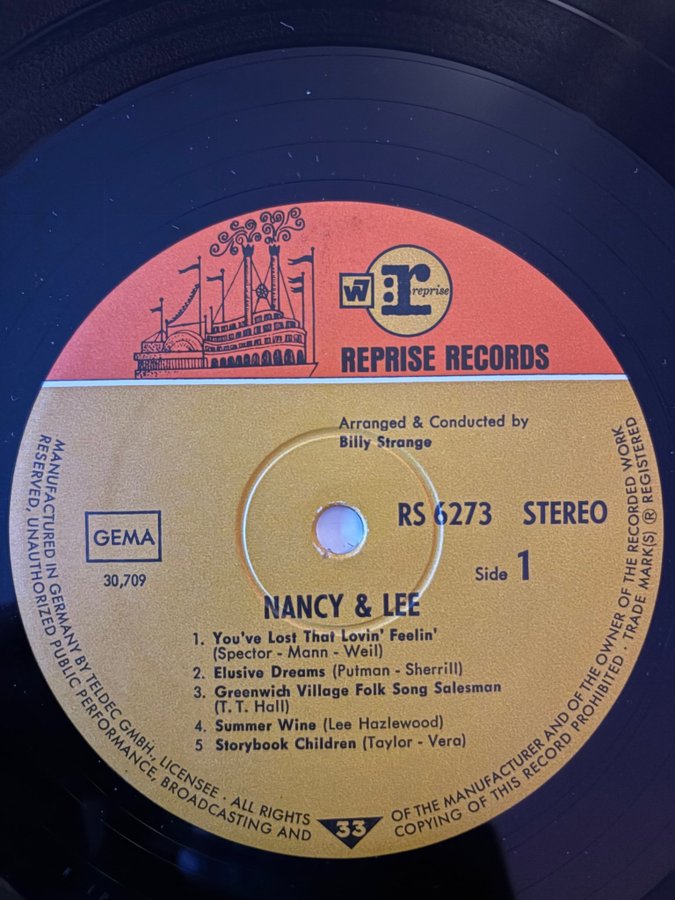 W7
r
reprise
REPRISE RECORDS
Arranged & Conducted by
Billy Strange
RS 6273 STEREO
GEMA
30,709
Side 1
NANCY & LEE
1. You've Lost That Lovin' Feelin'
(Spector - Mann - Weil)
2. Elusive Dreams (Putman - Sherrill)
3. Greenwich Village Folk Song Salesman
(T. T. Hall)
4. Summer Wine (Lee Hazlewood)
5 Storybook Children (Taylor - Vera)
33
MANUFACTURED IN GERMANY BY TELDEC GMBH., LICENSEE · ALL RIGHTS
RESERVED, UNAUTHORIZED PUBLIC PERFORMANCE, BROADCASTING AND
OF THE MANUFACTURER AND OF THE OWNER OF THE RECORDED WORK
COPYING OF THIS RECORD PROHIBITED · TRADE MARK(S) ® REGISTERED